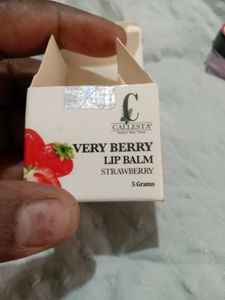 C
CALLESTA
VERY BERRY
LIP BALM
STRAWBERRY
5 Grams